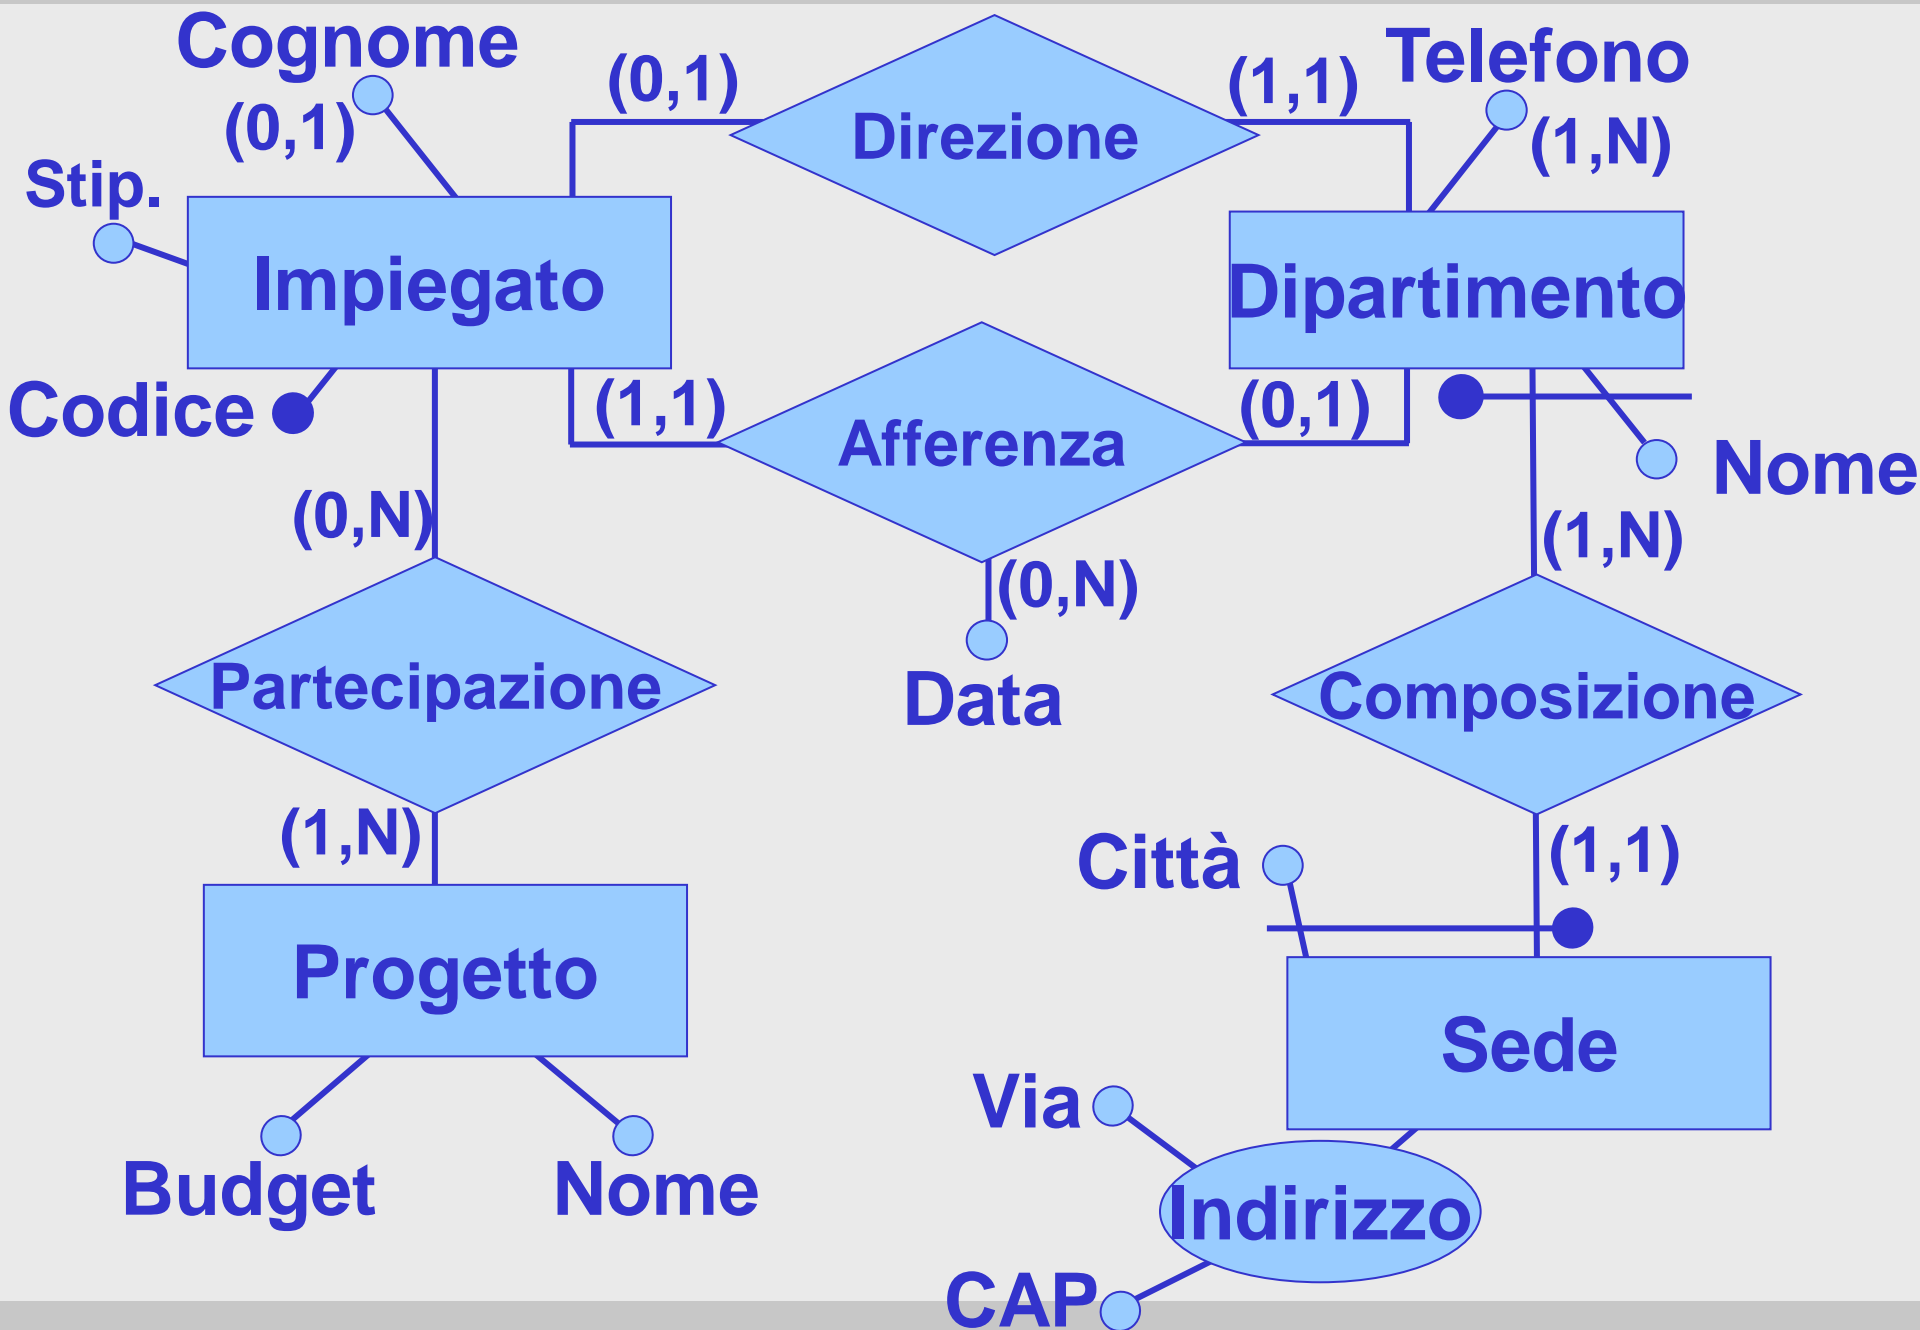 Cognome
(0,1)
(1,1)
Telefono
(0,1)
Direzione
(1,N)
Stip.
Impiegato
Dipartimento
Codice
(1,1)
Afferenza
(0,1)
Nome
(0,N)
(1,N)
(0,N)
Partecipazione
Data
Composizione
(1,N)
Città
(1,1)
Progetto
Sede
Via
Budget
Nome
Indirizzo
CAP